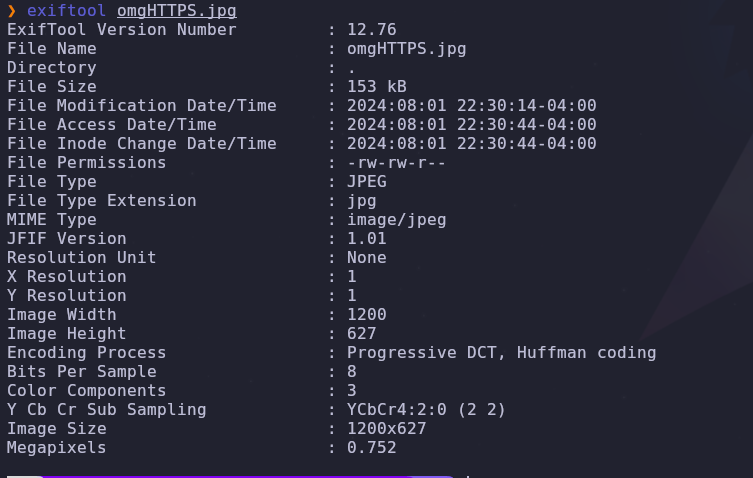 ❯ exiftool omgHTTPS.jpg
ExifTool Version Number : 12.76
File Name : omgHTTPS.jpg
Directory : .
File Size : 153 kB
File Modification Date/Time : 2024:08:01 22:30:14-04:00
File Access Date/Time : 2024:08:01 22:30:44-04:00
File Inode Change Date/Time : 2024:08:01 22:30:44-04:00
File Permissions : -rw-rw-r--
File Type : JPEG
File Type Extension : jpg
MIME Type : image/jpeg
JFIF Version : 1.01
Resolution Unit : None
X Resolution : 1
Y Resolution : 1
Image Width : 1200
Image Height : 627
Encoding Process : Progressive DCT, Huffman coding
Bits Per Sample : 8
Color Components : 3
Y Cb Cr Sub Sampling : YCbCr4:2:0 (2 2)
Image Size : 1200x627
Megapixels : 0.752